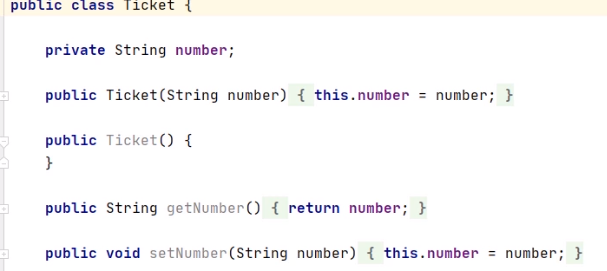 public class Ticket {
private String number;
public Ticket(String number) { this.number = number; }
public Ticket() {
}
public String getNumber() { return number; }
public void setNumber(String number) { this.number = number; }